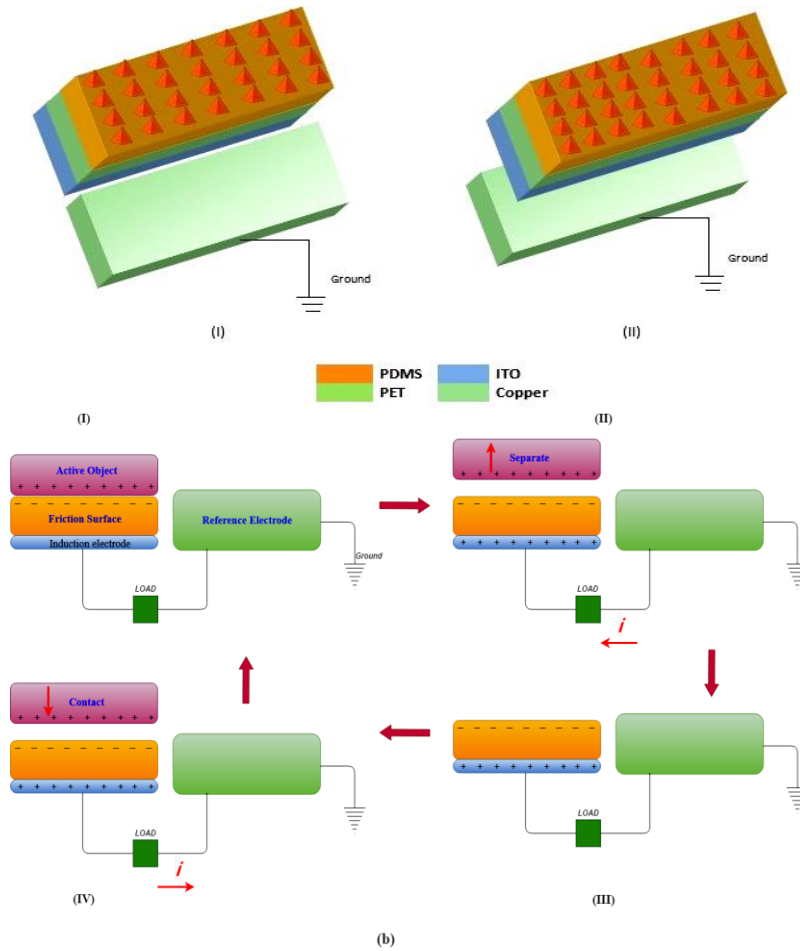 Ground
Ground
(I)
(II)
PDMS
ITO
PET
Copper
(I)
(II)
Active Object
+ + + + + + + + +
− − − − − − − −
Friction Surface
Induction electrode
Reference Electrode
Ground
LOAD
Separate
+ + + + + + + + +
− − − − − − − −
+ + + + + + + + +
LOAD
i
Contact
+ + + + + + + + +
− − − − − − − −
+ + + + + + + + +
LOAD
i
− − − − − − − −
+ + + + + + + + +
LOAD
(IV)
(III)
(b)